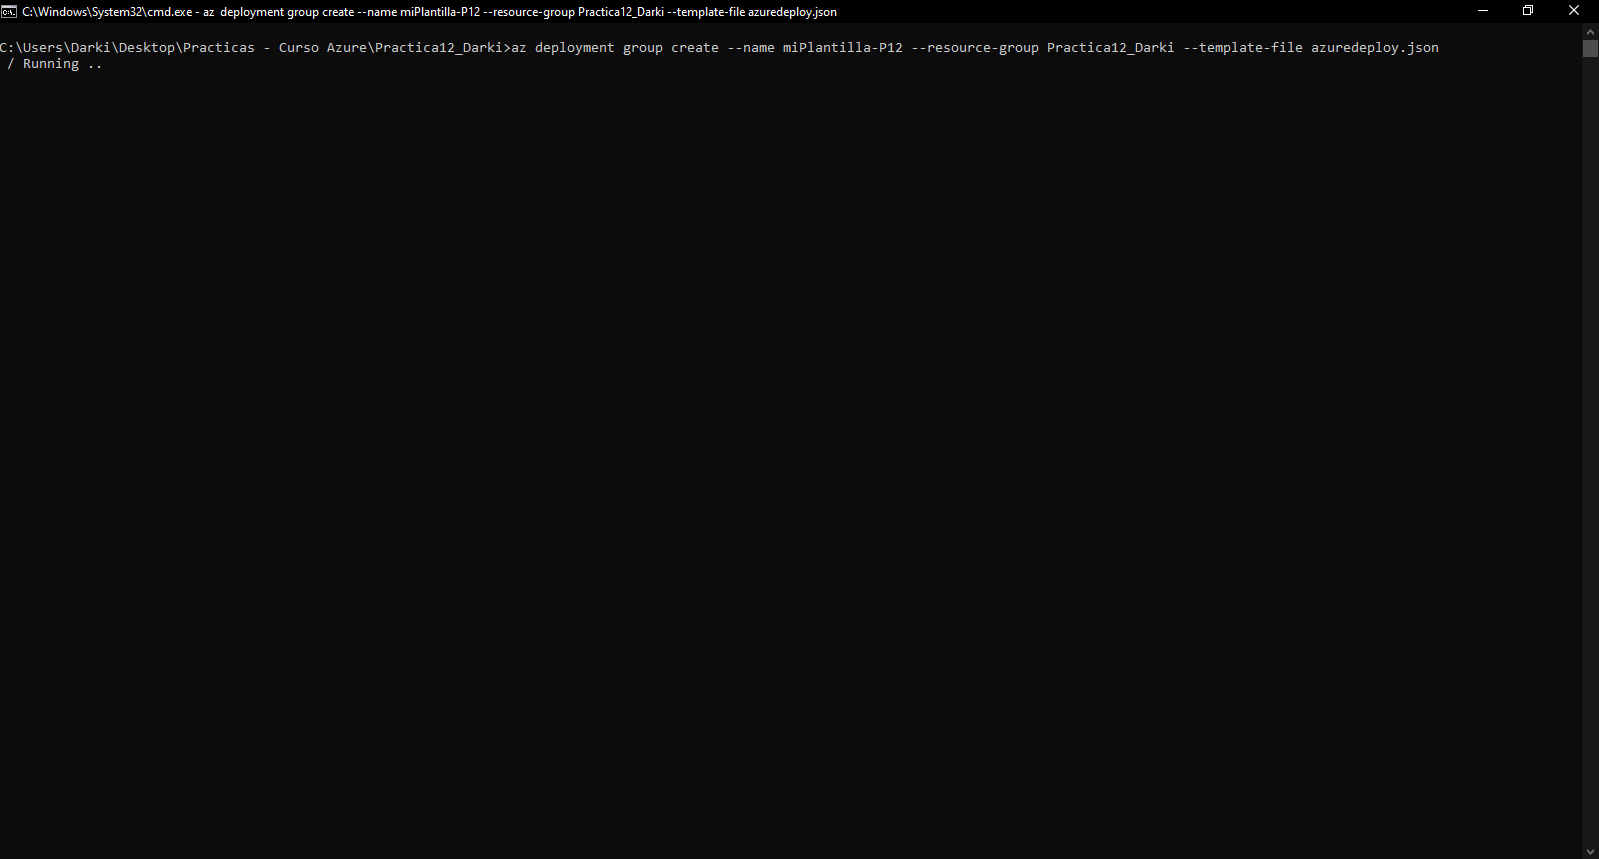 C:\Windows\System32\cmd.exe - az  deployment group create --name miPlantilla-P12 --resource-group Practica12_Darki --template-file azuredeploy.json
C:\Users\Darki\Desktop\Practicas - Curso Azure\Practica12_Darki>az deployment group create --name miPlantilla-P12 --resource-group Practica12_Darki --template-file azuredeploy.json
/ Running ..